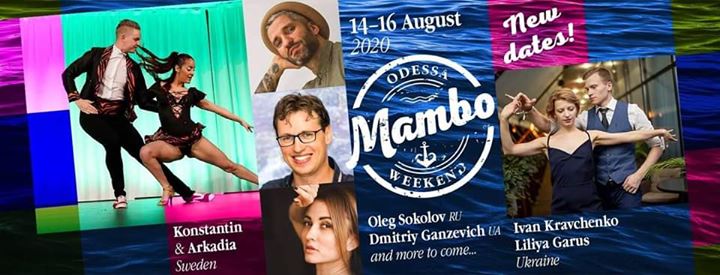 14–16 August
2020
New
dates!
ODESSA
Mambo
WEEKEND
Konstantin
& Arkadia
Sweden
Oleg Sokolov RU
Dmitriy Ganzevich UA
and more to come...
Ivan Kravchenko
Liliya Garus
Ukraine